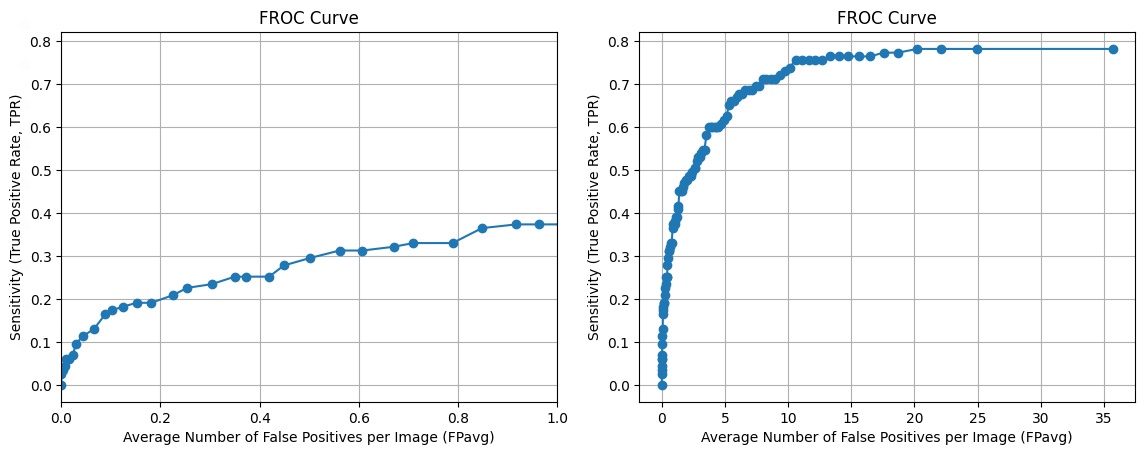 FROC Curve
Sensitivity (True Positive Rate, TPR)
0.8
0.7
0.6
0.5
0.4
0.3
0.2
0.1
0.0
0.0 0.2 0.4 0.6 0.8 1.0
Average Number of False Positives per Image (FPavg)
FROC Curve
Sensitivity (True Positive Rate, TPR)
0.8
0.7
0.6
0.5
0.4
0.3
0.2
0.1
0.0
0 5 10 15 20 25 30 35
Average Number of False Positives per Image (FPavg)